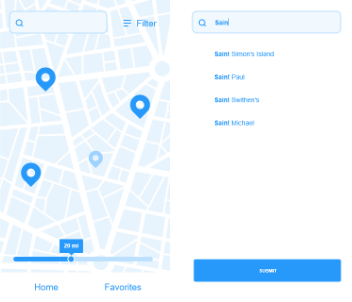 Filter
20 mi
Home
Favorites
Sain
Saint Simon's Island
Saint Paul
Saint Swithen's
Saint Michael
SUBMIT